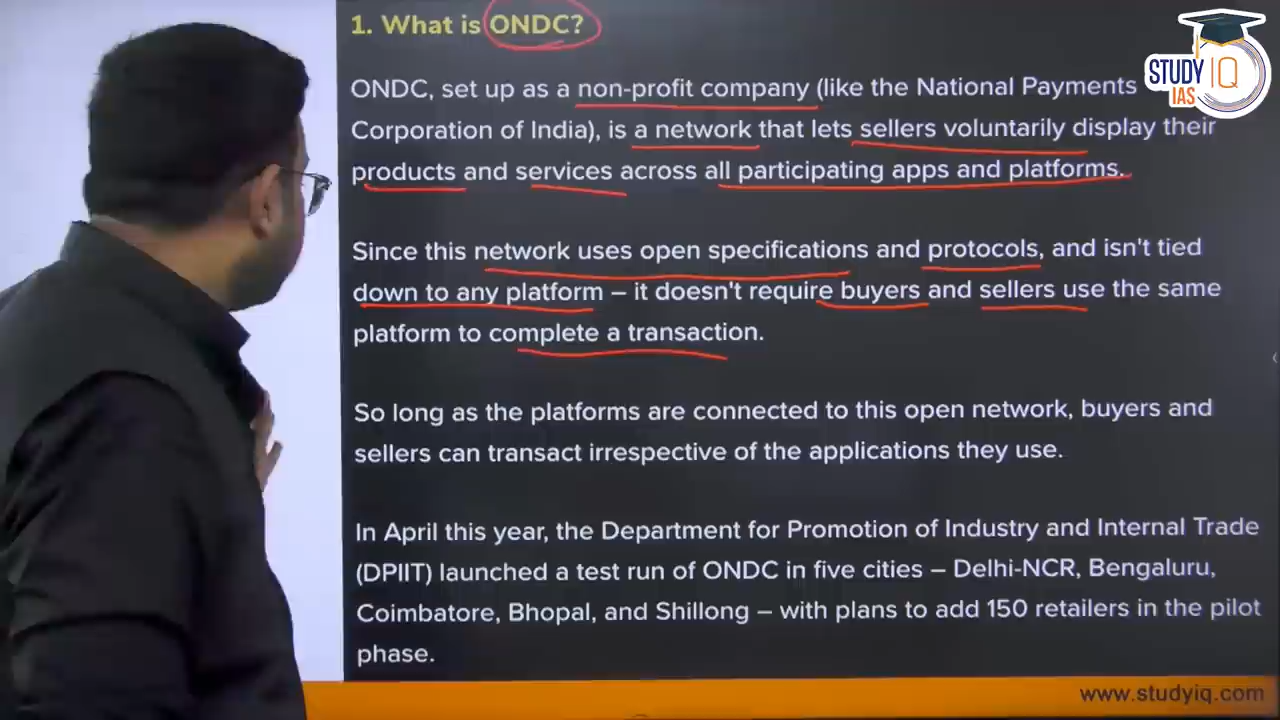 1. What is ONDC?
STUDY IQ
IAS
ONDC, set up as a non-profit company (like the National Payments
Corporation of India), is a network that lets sellers voluntarily display their
products and services across all participating apps and platforms.
Since this network uses open specifications and protocols, and isn't tied
down to any platform – it doesn't require buyers and sellers use the same
platform to complete a transaction.
So long as the platforms are connected to this open network, buyers and
sellers can transact irrespective of the applications they use.
In April this year, the Department for Promotion of Industry and Internal Trade
(DPIIT) launched a test run of ONDC in five cities – Delhi-NCR, Bengaluru,
Coimbatore, Bhopal, and Shillong – with plans to add 150 retailers in the pilot
phase.
www.studyiq.com